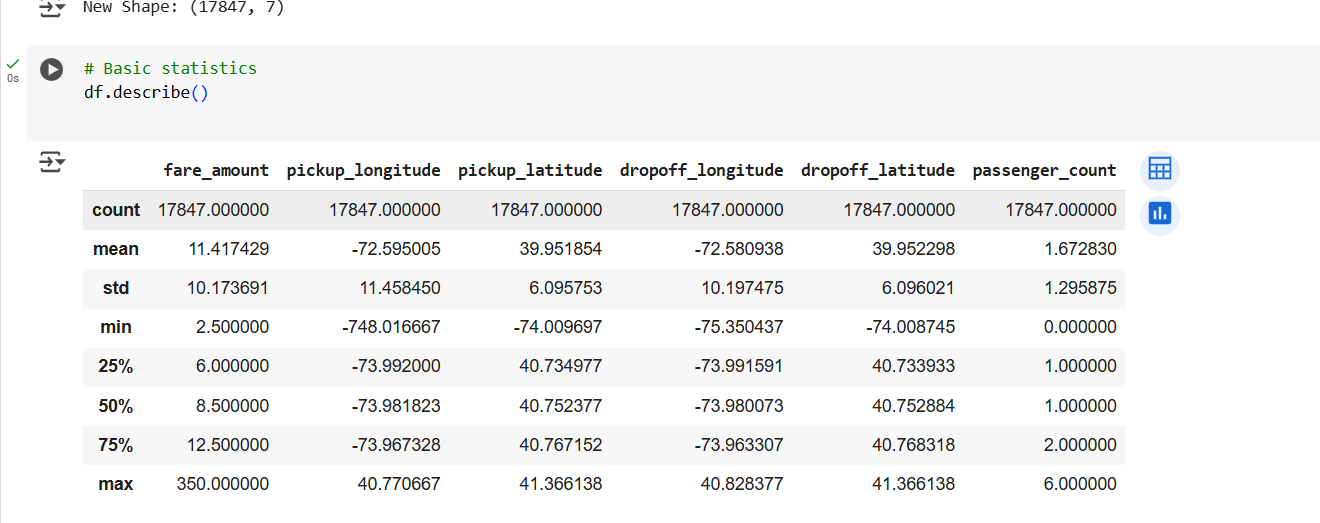 New Shape: (17847, 7)
0s
# Basic statistics
df.describe()
fare_amount pickup_longitude pickup_latitude dropoff_longitude dropoff_latitude passenger_count
count 17847.000000 17847.000000 17847.000000 17847.000000 17847.000000 17847.000000
mean 11.417429 -72.595005 39.951854 -72.580938 39.952298 1.672830
std 10.173691 11.458450 6.095753 10.197475 6.096021 1.295875
min 2.500000 -748.016667 -74.009697 -75.350437 -74.008745 0.000000
25% 6.000000 -73.992000 40.734977 -73.991591 40.733933 1.000000
50% 8.500000 -73.981823 40.752377 -73.980073 40.752884 1.000000
75% 12.500000 -73.967328 40.767152 -73.963307 40.768318 2.000000
max 350.000000 40.770667 41.366138 40.828377 41.366138 6.000000